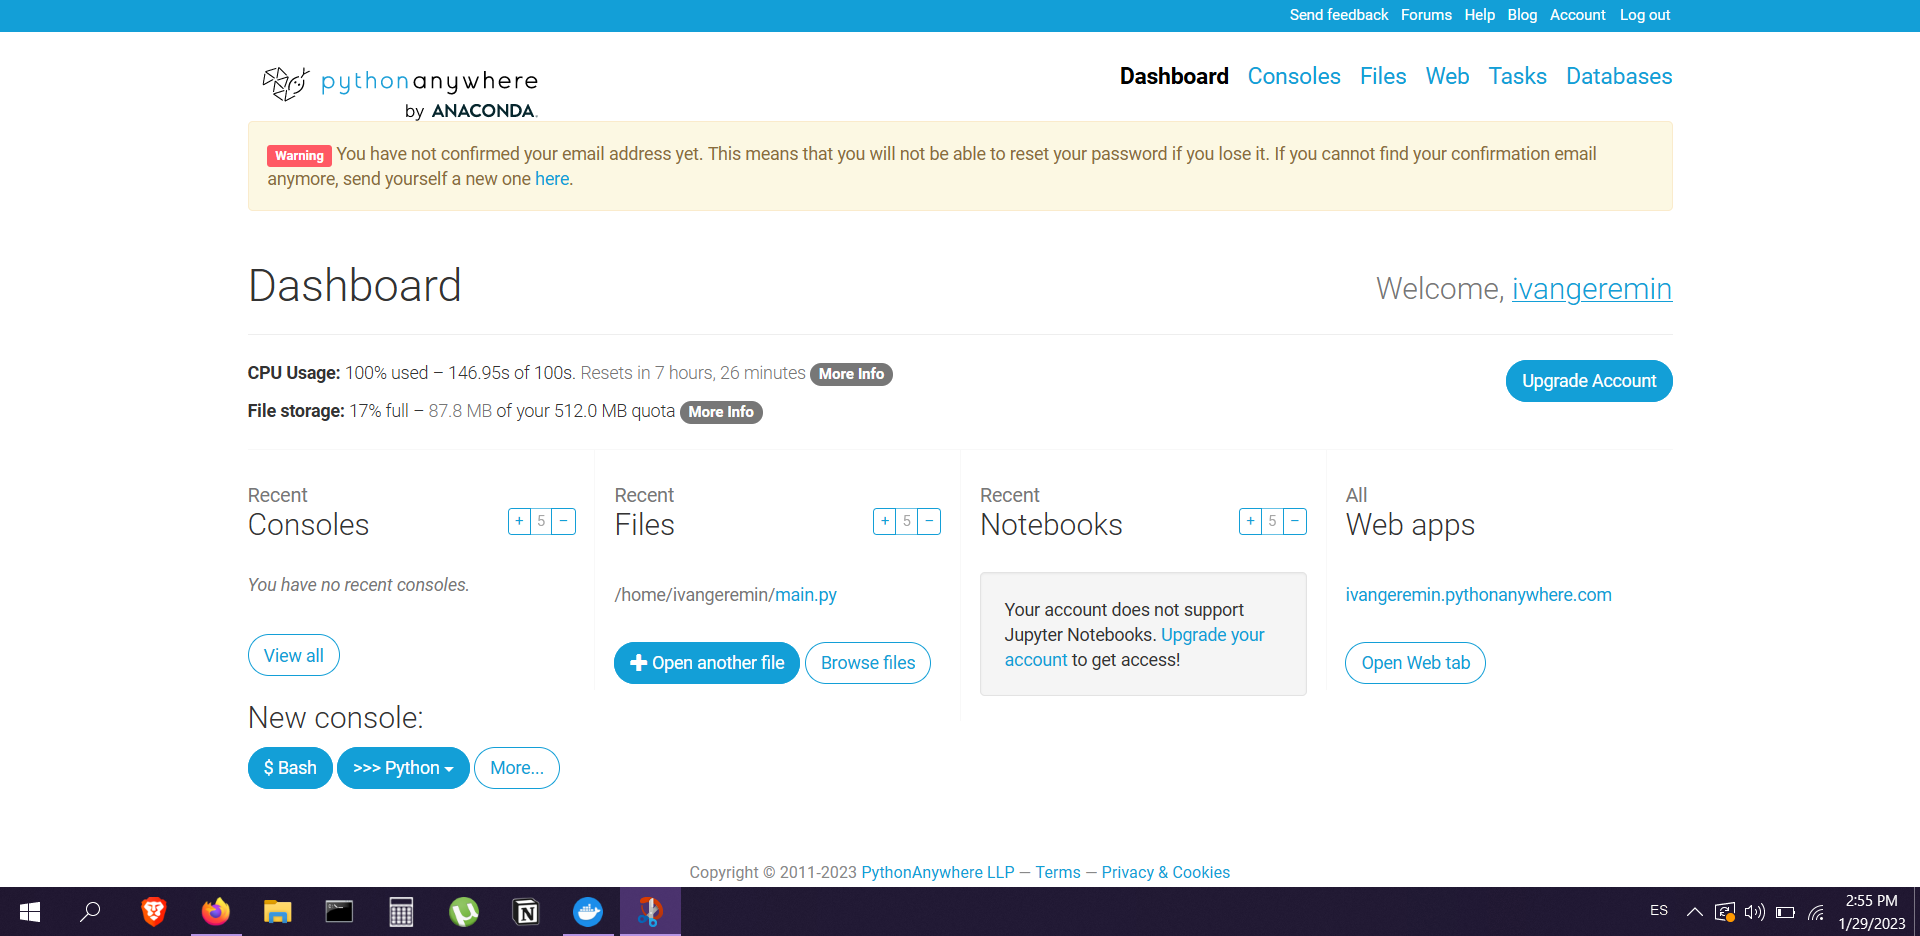 Send feedback Forums Help Blog Account Log out
pythonanywhere
by ANACONDA.
Dashboard Consoles Files Web Tasks Databases
Warning You have not confirmed your email address yet. This means that you will not be able to reset your password if you lose it. If you cannot find your confirmation email
anymore, send yourself a new one here.
Dashboard
Welcome, ivangeremin
CPU Usage: 100% used – 146.95s of 100s. Resets in 7 hours, 26 minutes More Info
Upgrade Account
File storage: 17% full – 87.8 MB of your 512.0 MB quota More Info
Recent
Consoles
+ 5 −
You have no recent consoles.
View all
New console:
$ Bash >>> Python More...
Recent
Files
+ 5 −
/home/ivangeremin/main.py
Open another file Browse files
Recent
Notebooks
+ 5 −
Your account does not support
Jupyter Notebooks. Upgrade your
account to get access!
All
Web apps
ivangeremin.pythonanywhere.com
Open Web tab
Copyright © 2011-2023 PythonAnywhere LLP — Terms — Privacy & Cookies
ES
2:55 PM
1/29/2023